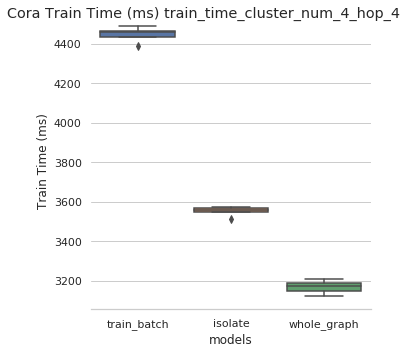 Cora Train Time (ms) train_time_cluster_num_4_hop_4
4400
4200
4000
3800
3600
3400
3200
Train Time (ms)
train_batch isolate whole_graph
models